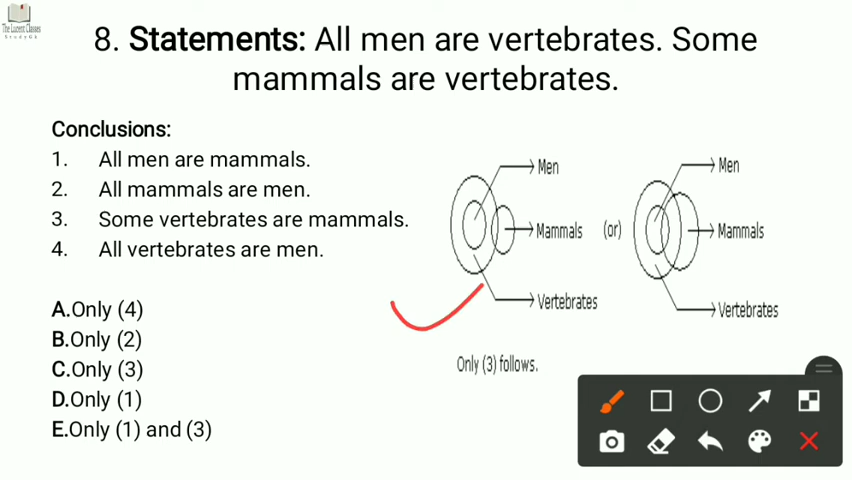 The Lucent Classes
8. Statements: All men are vertebrates. Some
mammals are vertebrates.
Conclusions:
1. All men are mammals.
2. All mammals are men.
3. Some vertebrates are mammals.
4. All vertebrates are men.
A.Only (4)
B.Only (2)
C.Only (3)
D.Only (1)
E.Only (1) and (3)
Men
Mammals
Vertebrates
(or)
Men
Mammals
Vertebrates
Only (3) follows.